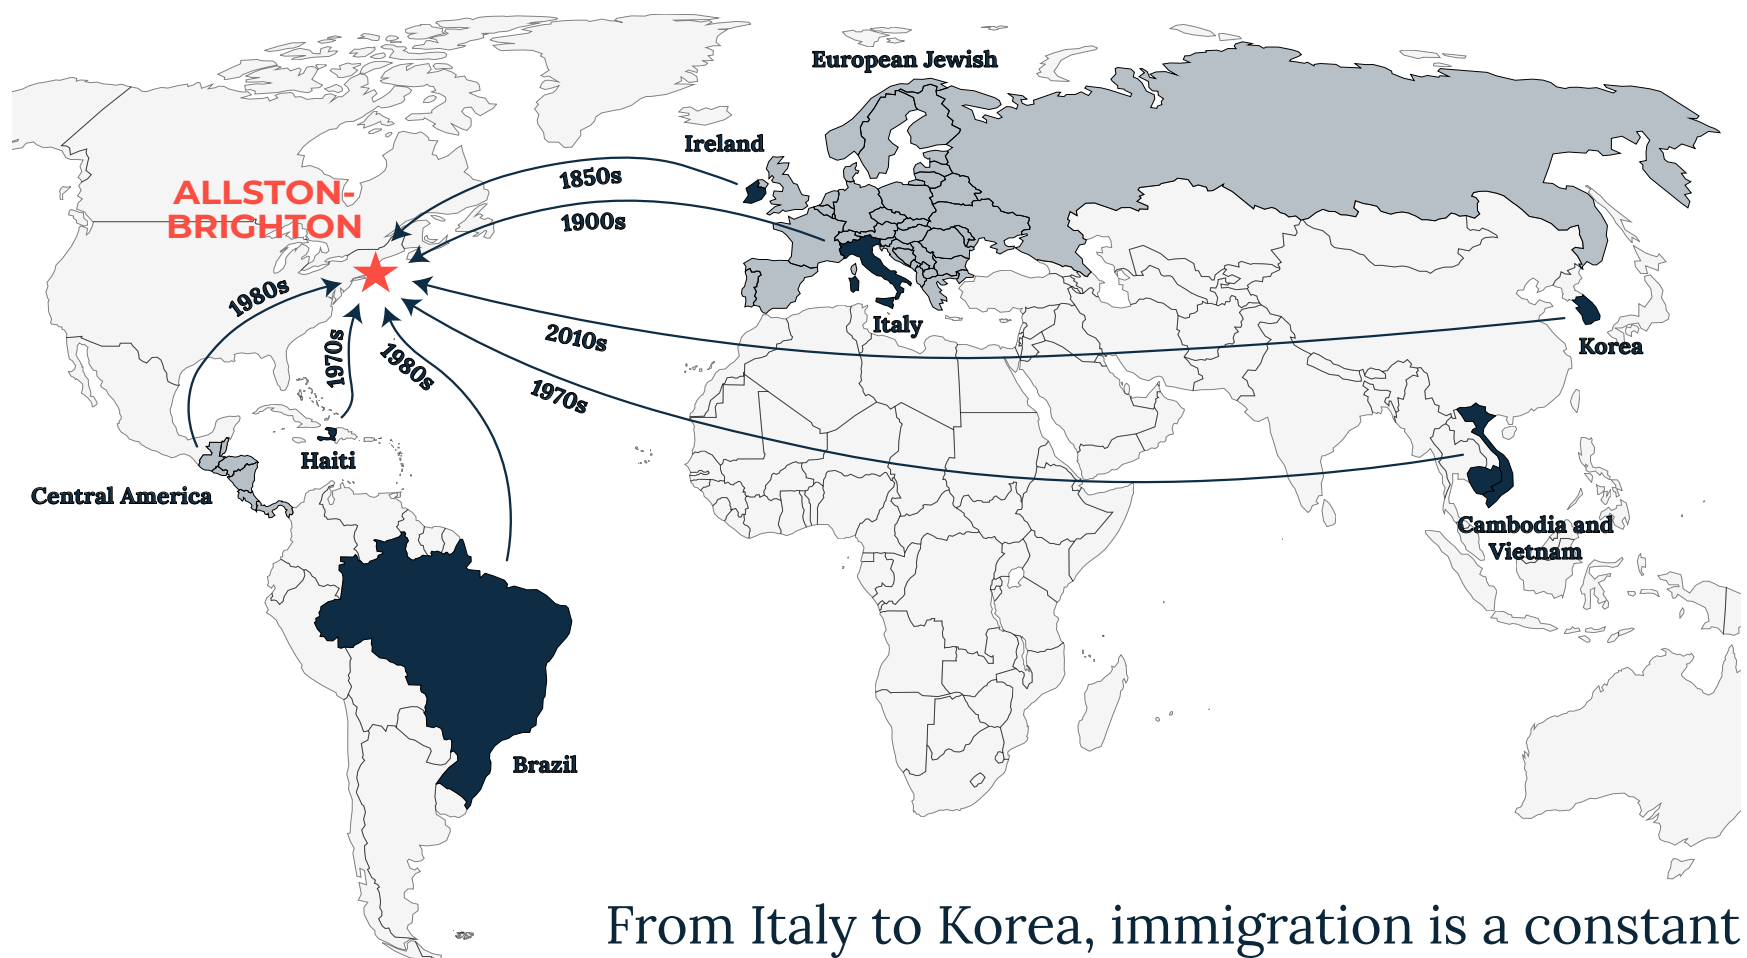 European Jewish
Ireland
1850s
ALLSTON-
BRIGHTON
1900s
1980s
Italy
2010s
1970s
1980s
Korea
1970s
Haiti
Central America
Cambodia and
Vietnam
Brazil
From Italy to Korea, immigration is a constant